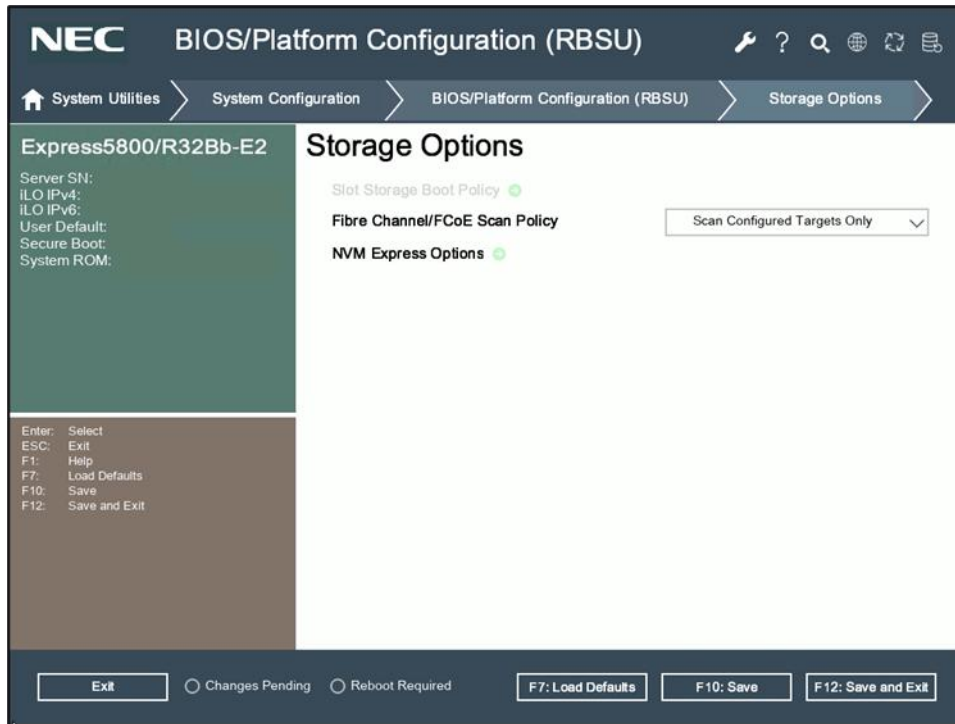 NEC BIOS/Platform Configuration (RBSU) ?
System Utilities System Configuration BIOS/Platform Configuration (RBSU) Storage Options
Express5800/R32Bb-E2
Server SN:
iLO IPv4:
iLO IPv6:
User Default:
Secure Boot:
System ROM:
Storage Options
Slot Storage Boot Policy
Fibre Channel/FCoE Scan Policy Scan Configured Targets Only
NVM Express Options
Enter: Select
ESC: Exit
F1: Help
F7: Load Defaults
F10: Save
F12: Save and Exit
Exit Changes Pending Reboot Required F7: Load Defaults F10: Save F12: Save and Exit